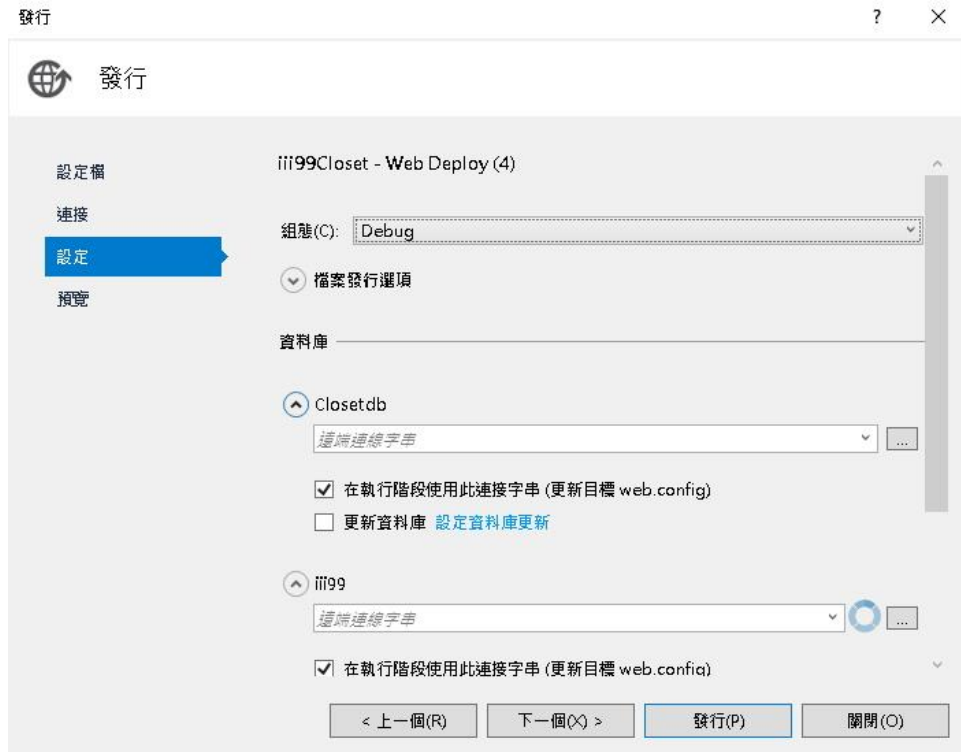 發行
?
發行
設定檔
連接
設定
預覽
iii99Closet - Web Deploy (4)
組態(C): Debug
檔案發行選項
資料庫
Closetdb
遠端連線字串
...
在執行階段使用此連接字串 (更新目標 web.config)
更新資料庫 設定資料庫更新
iii99
遠端連線字串
...
在執行階段使用此連接字串 (更新目標 web.config)
< 上一個(R) 下一個(X) > 發行(P) 關閉(O)